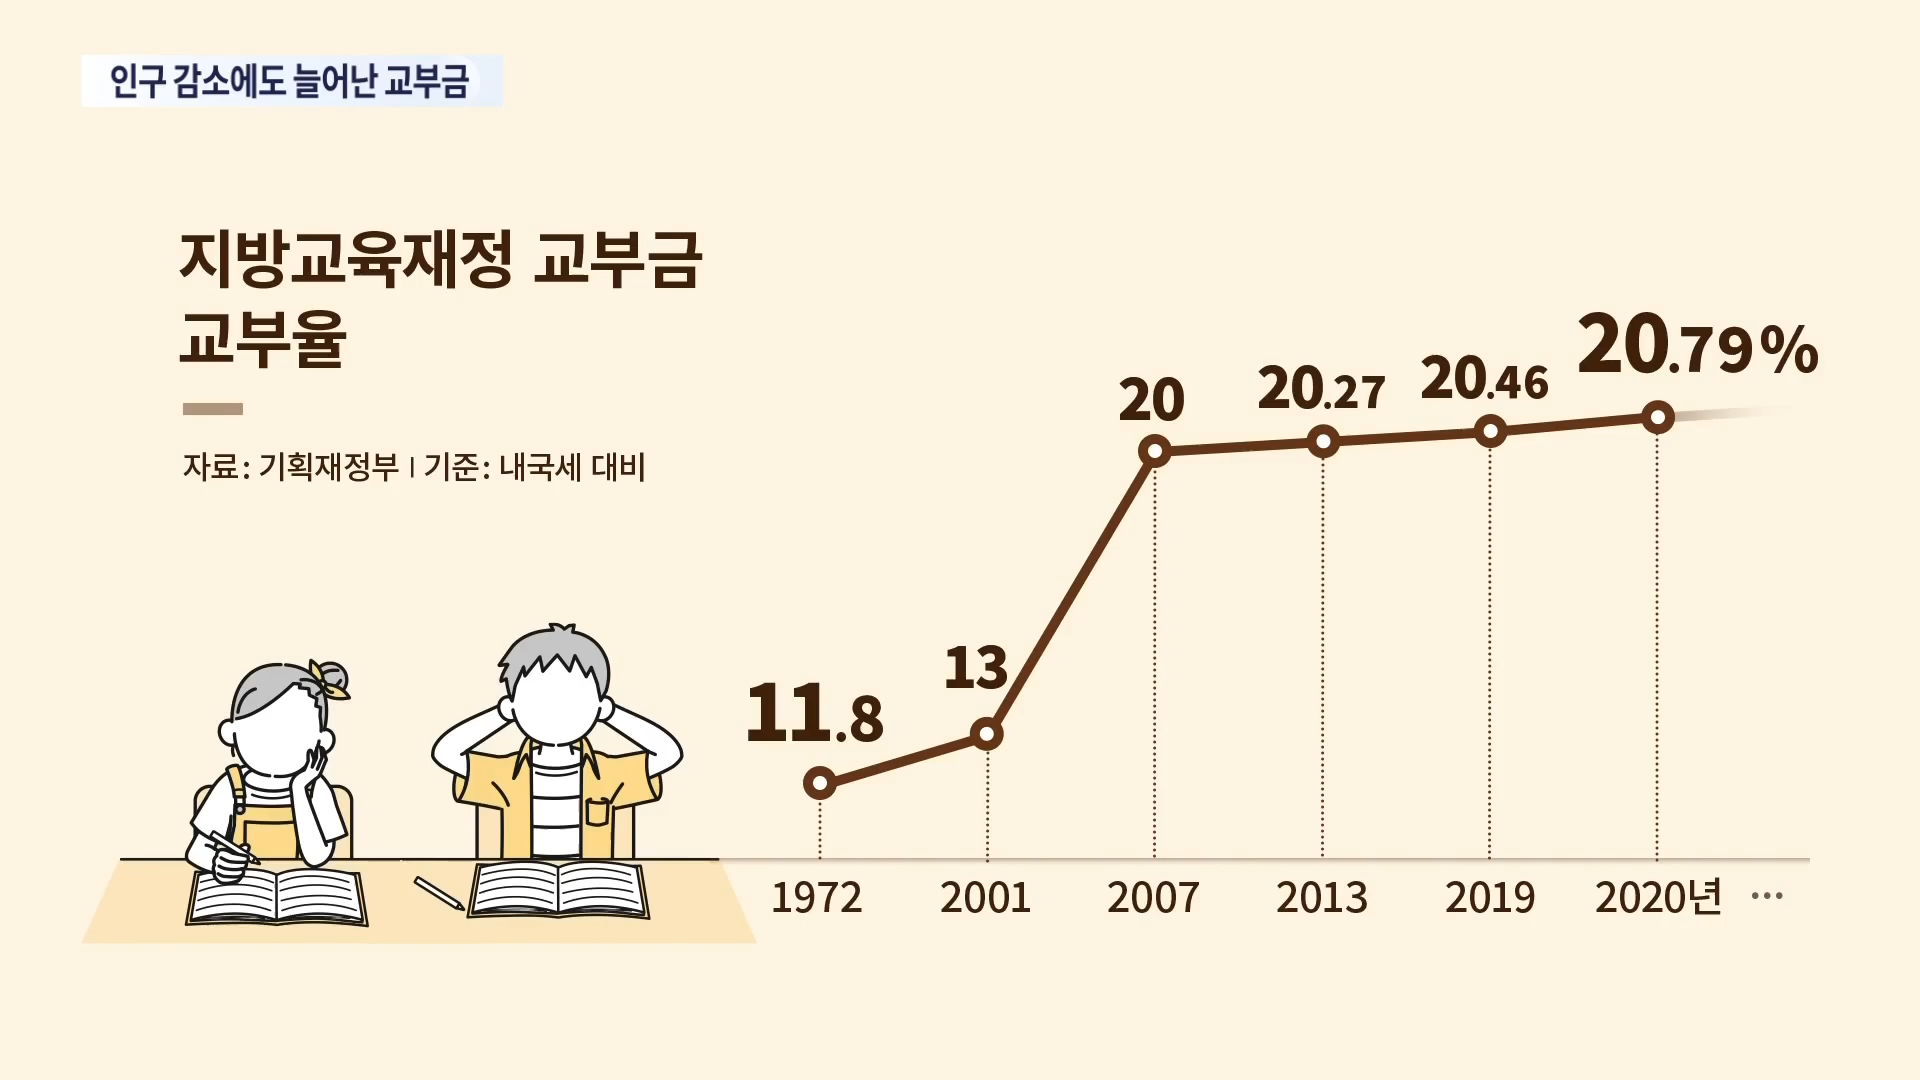 인구 감소에도 늘어난 교부금
지방교육재정 교부금
교부율
자료: 기획재정부 | 기준: 내국세 대비
11.8
13
20
20.27
20.46
20.79%
1972
2001
2007
2013
2019
2020년 ···